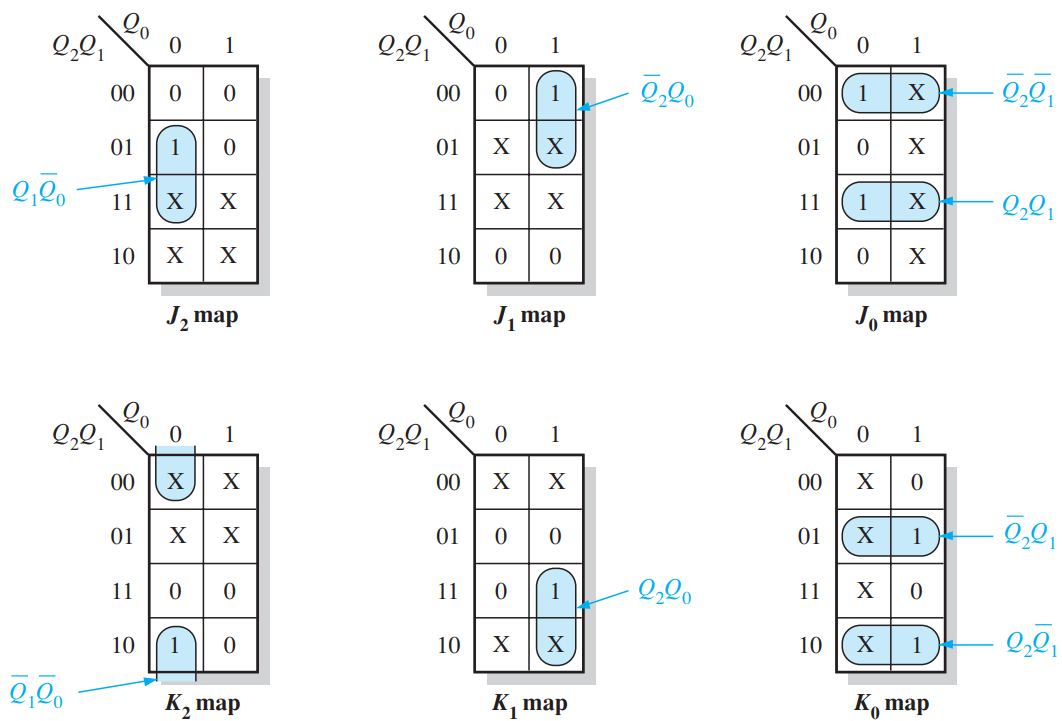 Q₀ Q₀ Q₀
Q₂Q₁ 0 1 Q₂Q₁ 0 1 Q₂Q₁ 0 1
00 0 0 00 0 1 Q̅₂Q₀ 00 1 X Q̅₂Q̅₁
01 1 0 01 X X 01 0 X
Q₁Q̅₀ 11 X X 11 X X 11 1 X Q₂Q₁
10 X X 10 0 0 10 0 X
J₂ map J₁ map J₀ map
Q₀ Q₀ Q₀
Q₂Q₁ 0 1 Q₂Q₁ 0 1 Q₂Q₁ 0 1
00 X X 00 X X 00 X 0
01 X X 01 0 0 01 X 1 Q̅₂Q₁
11 0 0 11 0 1 Q₂Q₀ 11 X 0
10 1 0 10 X X 10 X 1 Q₂Q̅₁
Q̅₁Q̅₀ K₂ map K₁ map K₀ map